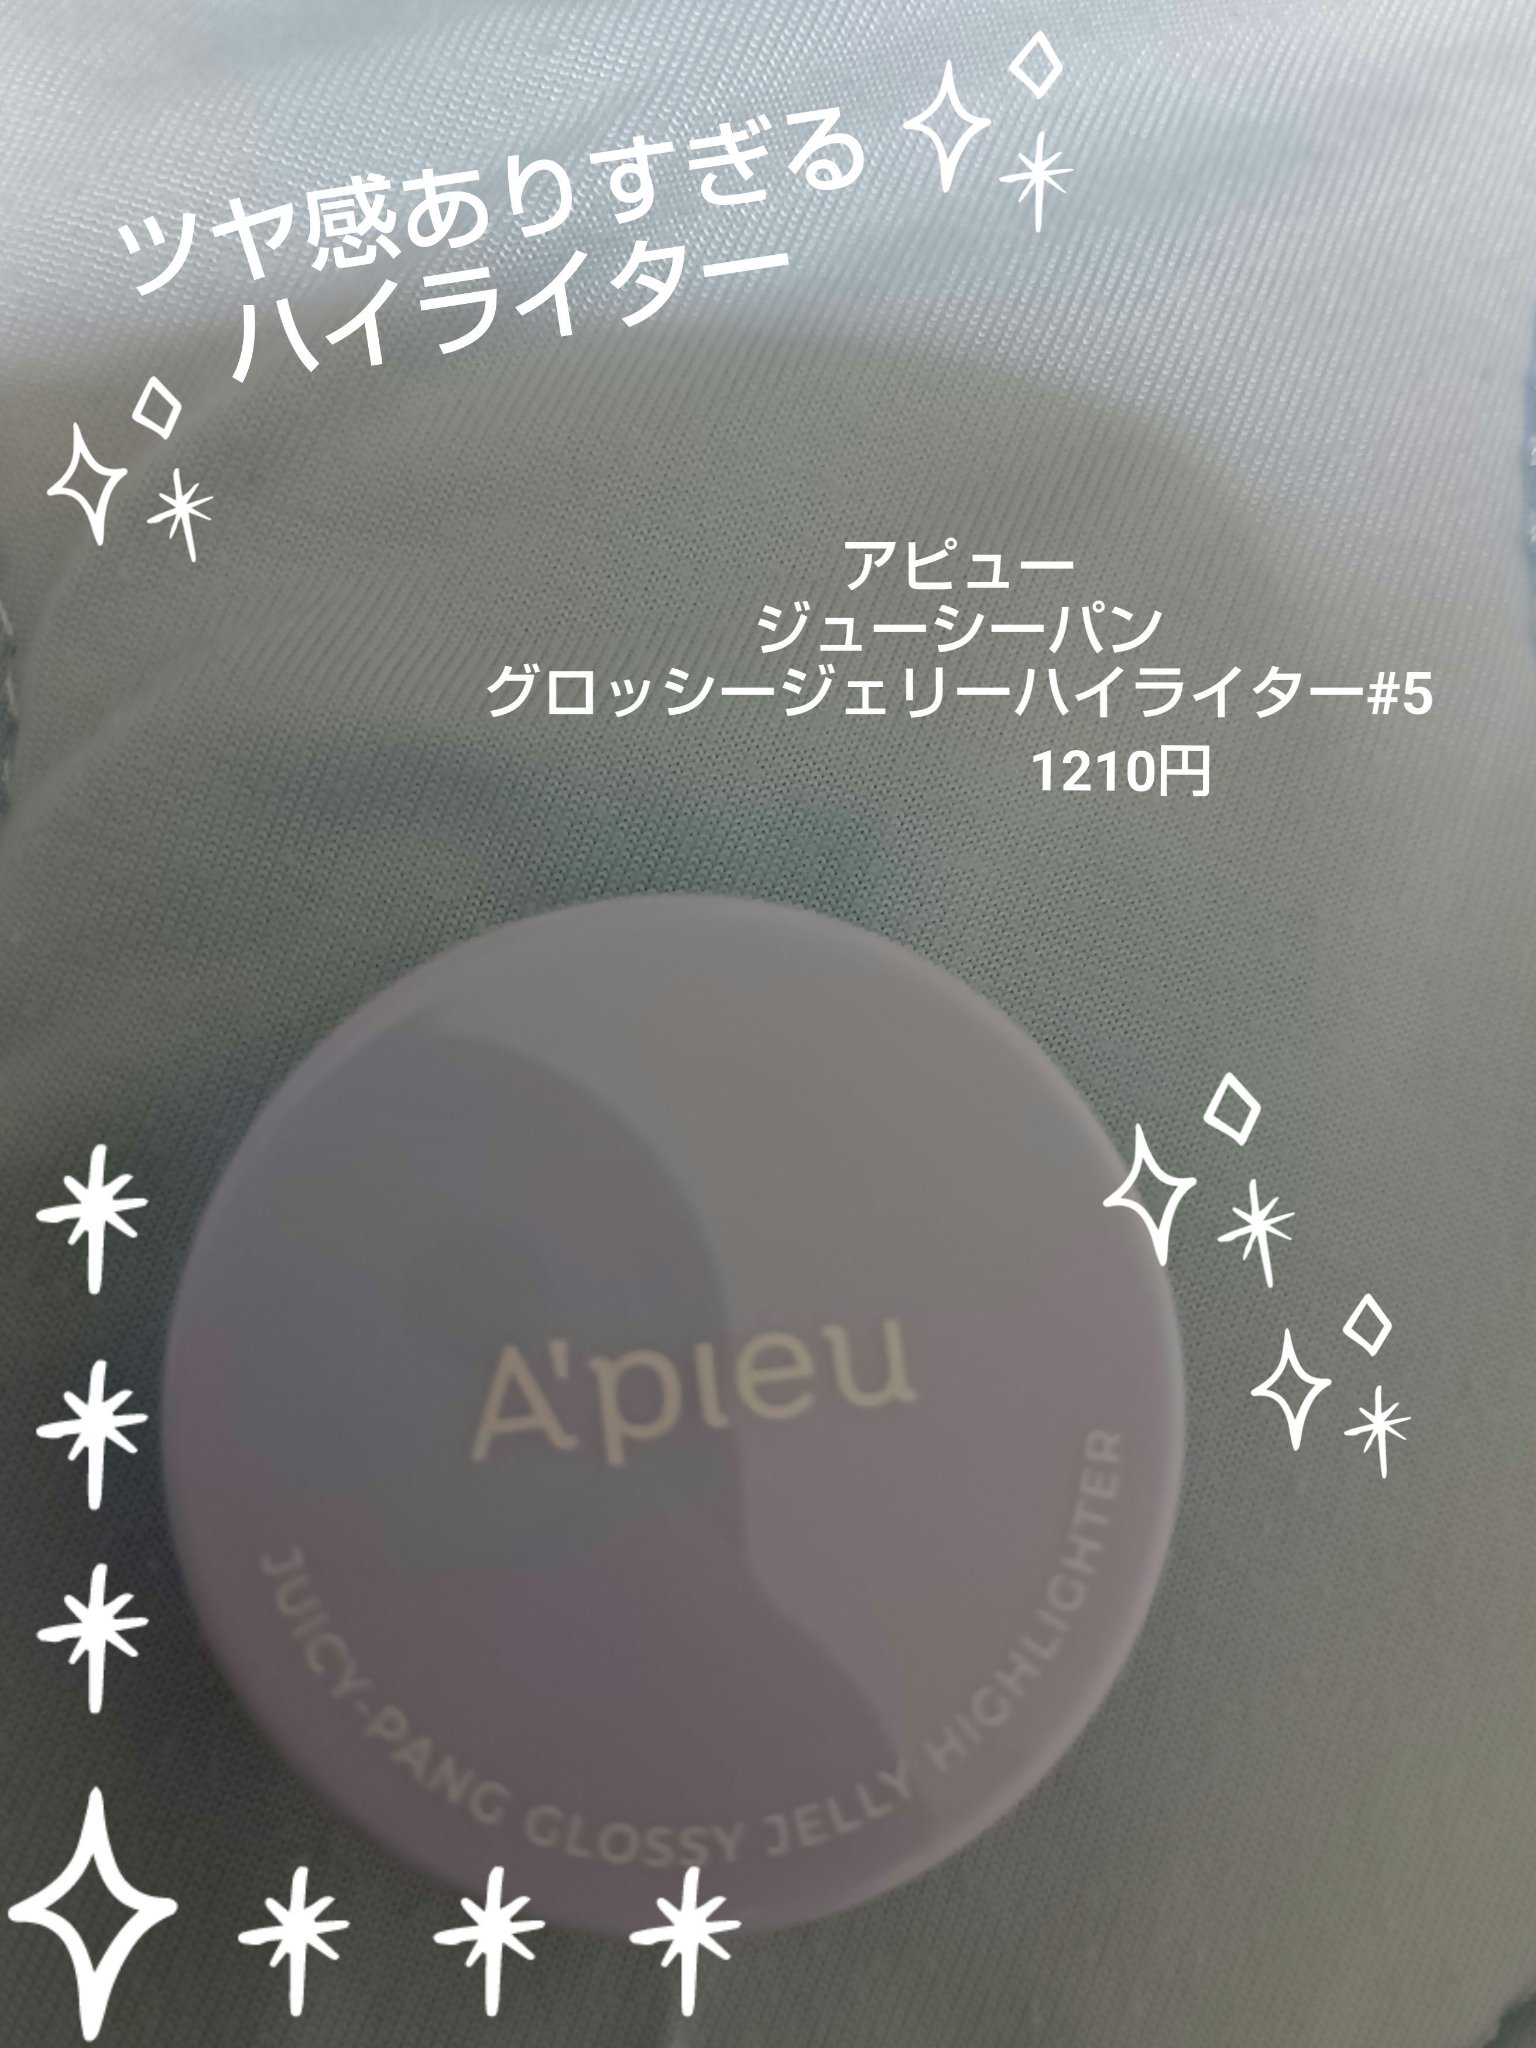 ツヤ感ありすぎる
ハイライター
アピュー
ジューシーパン
グロッシージェリーハイライター#5
1210円
A'pieu
JUICY-PANG GLOSSY JELLY HIGHLIGHTER